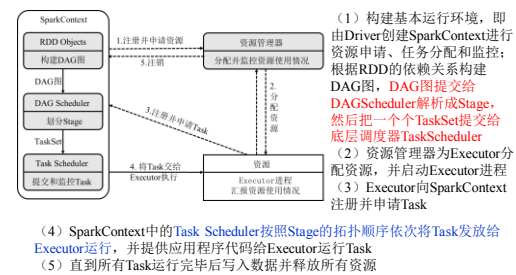 SparkContext
RDD Objects
构建DAG图
DAG图
DAG Scheduler
划分Stage
TaskSet
Task Scheduler
提交和监控Task
1.注册并申请资源
5.注销
资源管理器
分配并监控资源使用情况
2.分配资源
3.注册并申请Task
4. 将Task交给
Executor执行
资源
Executor进程
汇报资源使用情况
（1）构建基本运行环境，即
由Driver创建SparkContext进行
资源申请、任务分配和监控；
根据RDD的依赖关系构建
DAG图，DAG图提交给
DAGScheduler解析成Stage，
然后把一个个TaskSet提交给
底层调度器TaskScheduler
（2）资源管理器为Executor分
配资源，并启动Executor进程
（3）Executor向SparkContext
注册并申请Task
（4）SparkContext中的Task Scheduler按照Stage的拓扑顺序依次将Task发放给
Executor运行，并提供应用程序代码给Executor运行Task
（5）直到所有Task运行完毕后写入数据并释放所有资源